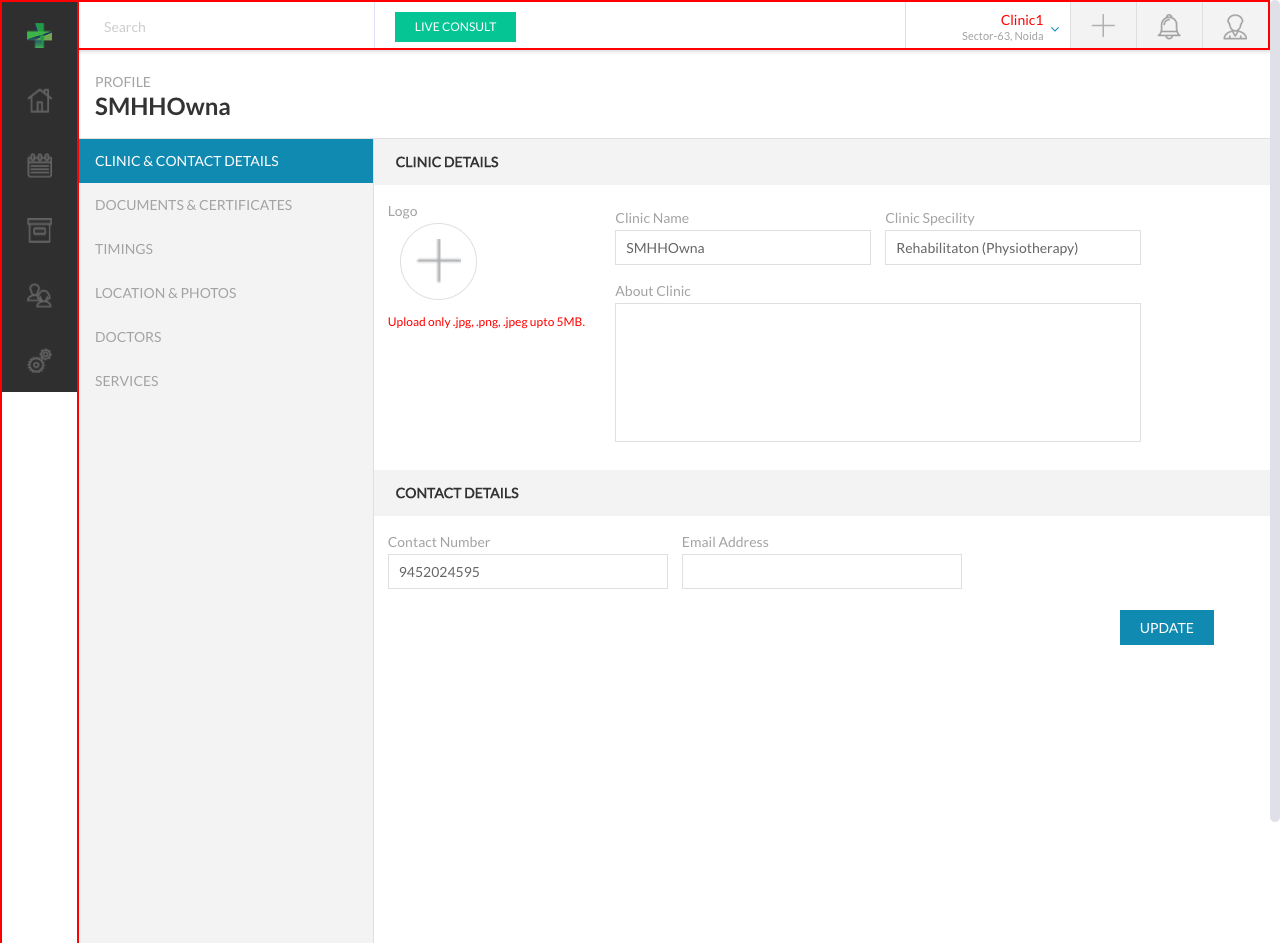 Search
LIVE CONSULT
Clinic1
Sector-63, Noida
PROFILE
SMHHOwna
CLINIC & CONTACT DETAILS
DOCUMENTS & CERTIFICATES
TIMINGS
LOCATION & PHOTOS
DOCTORS
SERVICES
CLINIC DETAILS
Logo
Upload only .jpg, .png, .jpeg upto 5MB.
Clinic Name
SMHHOwna
Clinic Specility
Rehabilitaton (Physiotherapy)
About Clinic
CONTACT DETAILS
Contact Number
9452024595
Email Address
UPDATE